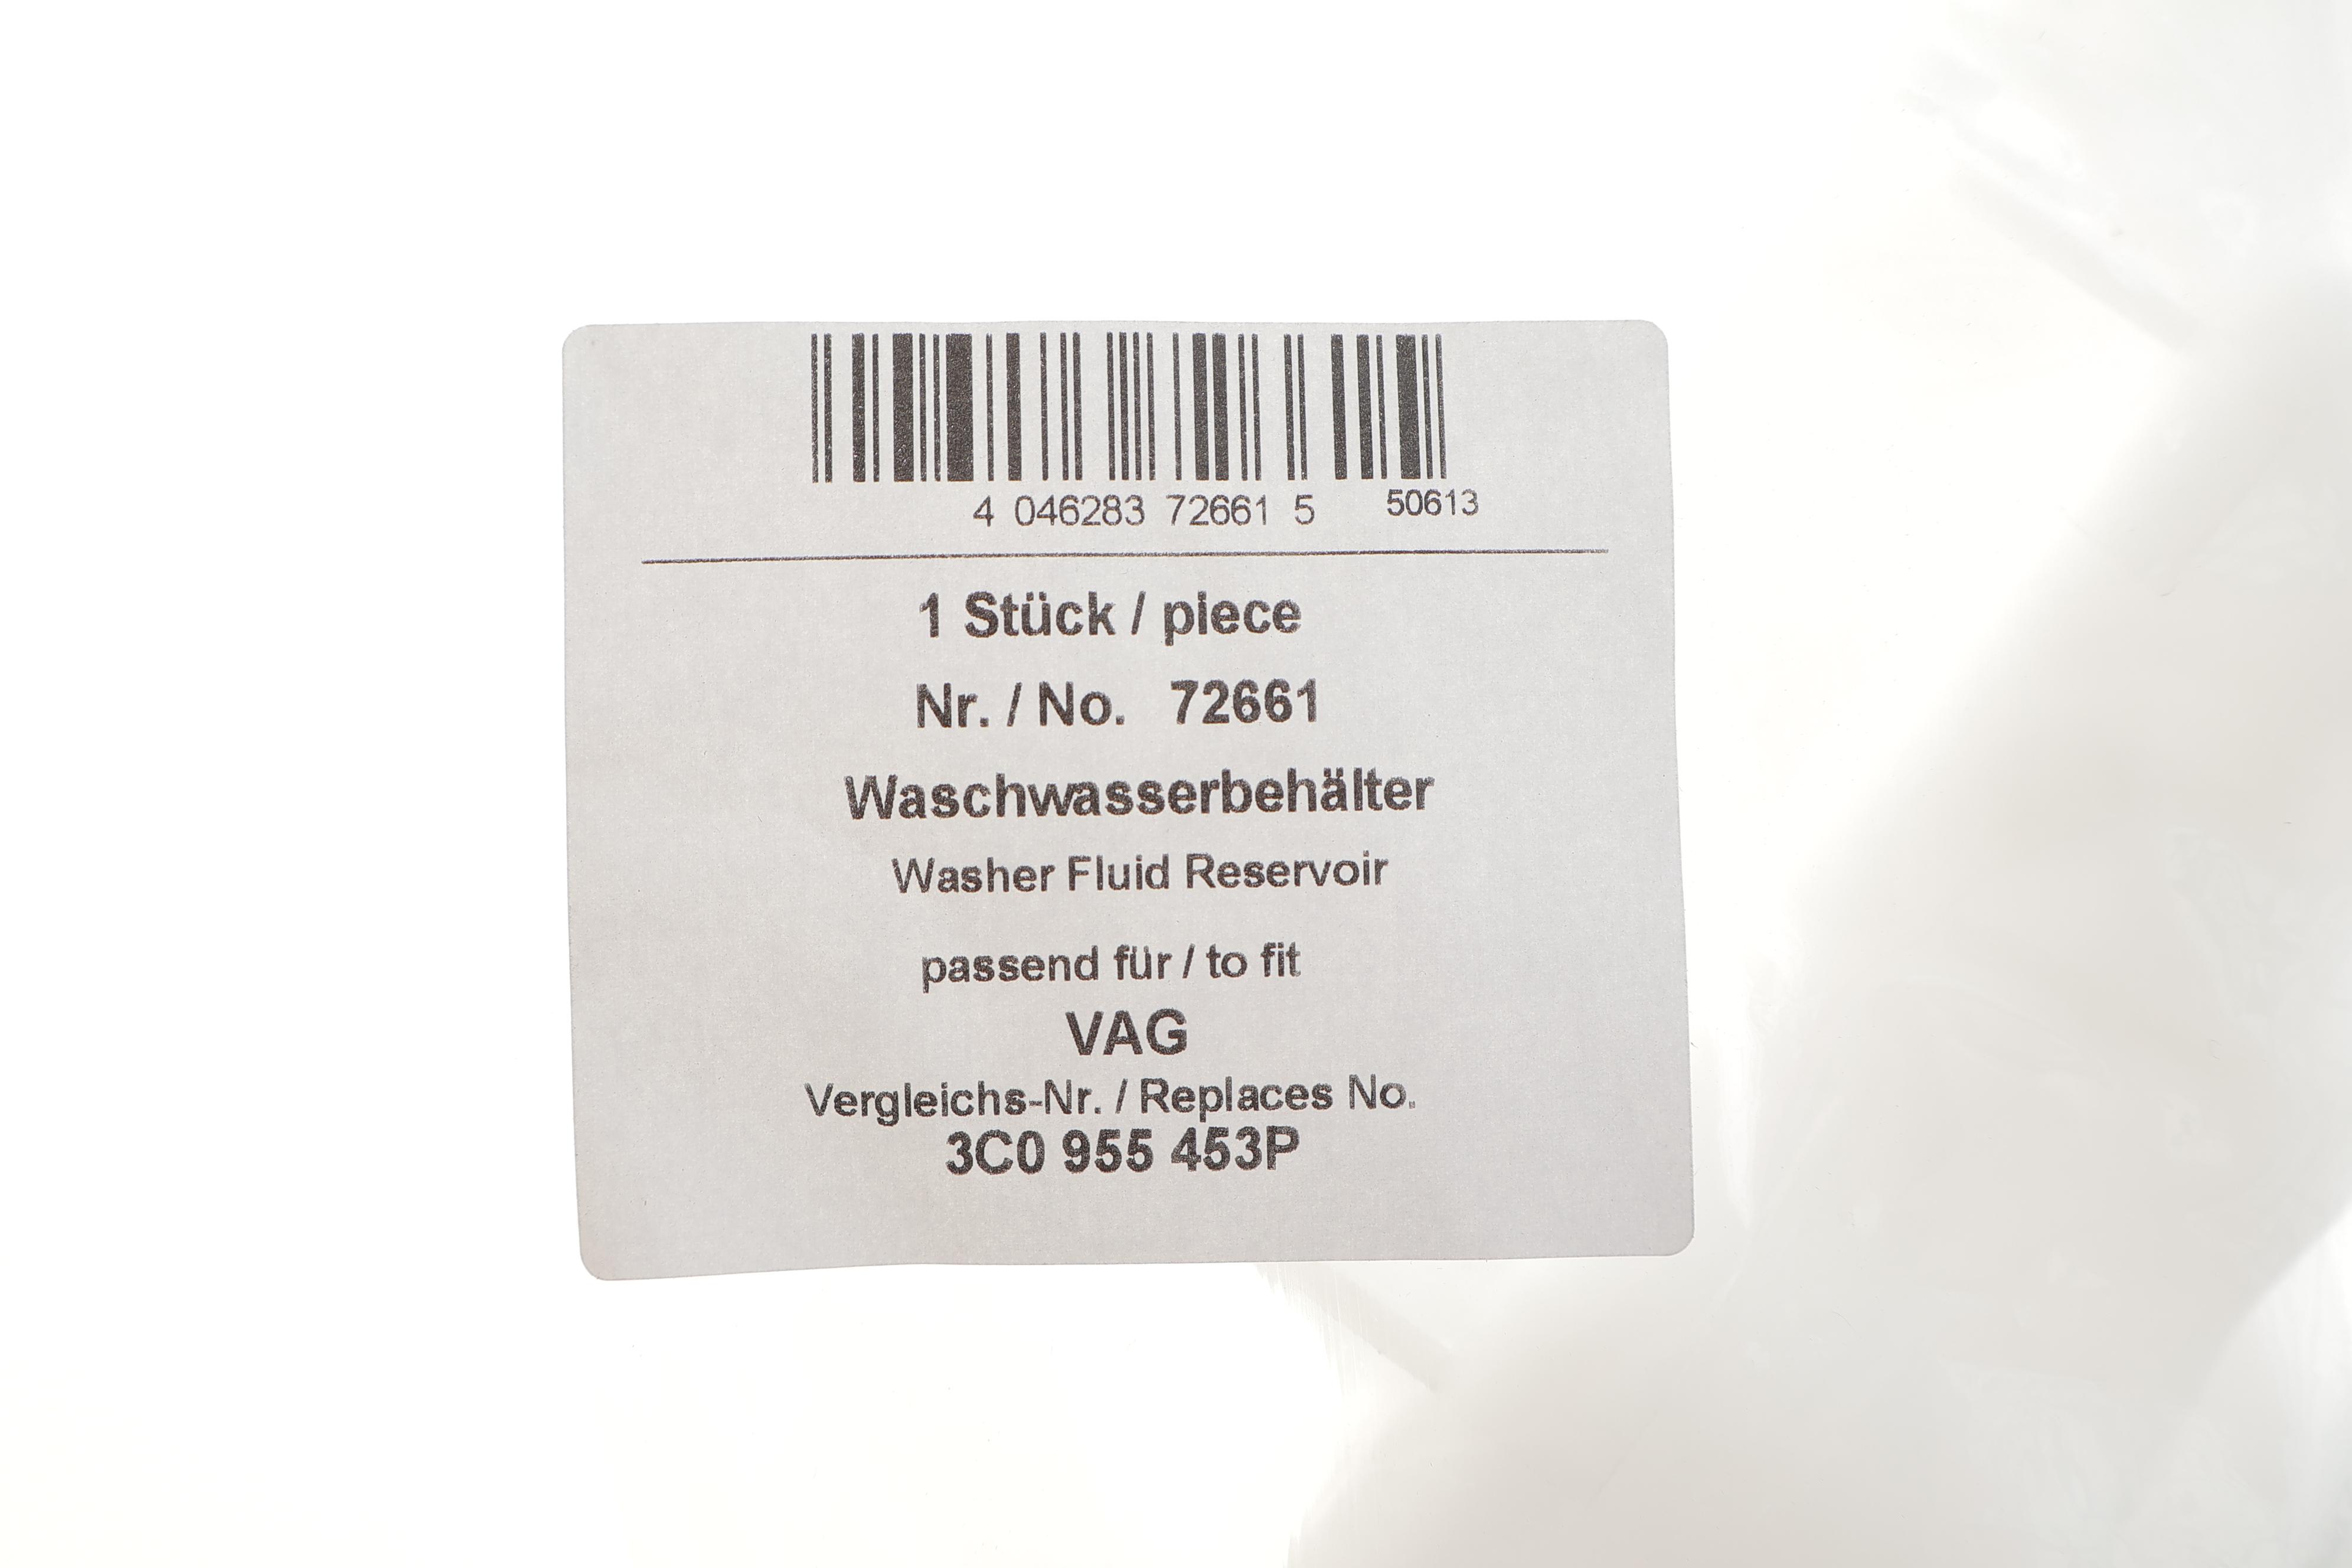 4 046283 72661 5 50613
1 Stück / piece
Nr. / No. 72661
Waschwasserbehälter
Washer Fluid Reservoir
passend für / to fit
VAG
Vergleichs-Nr. / Replaces No.
3C0 955 453P